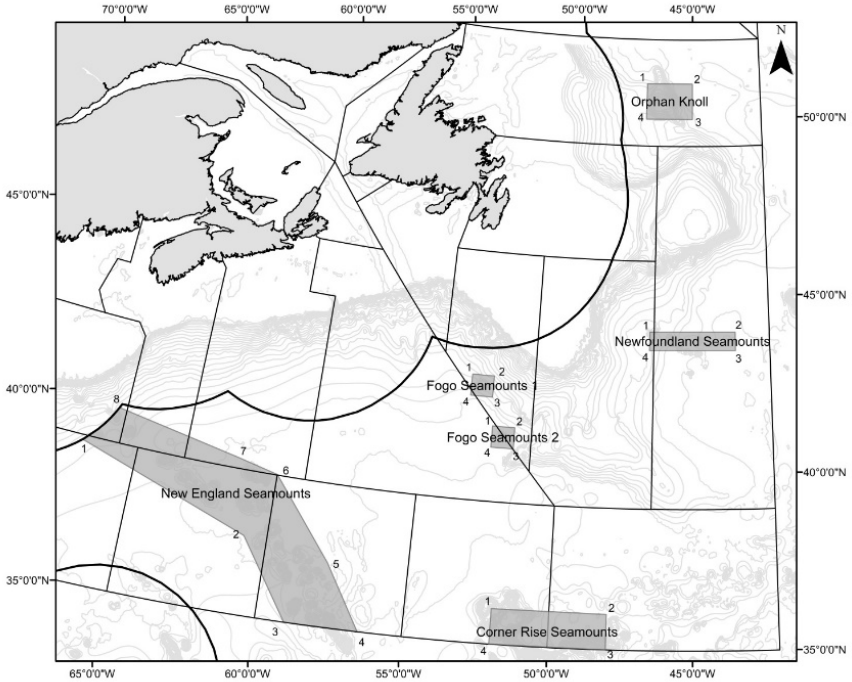 70°0'0"W 65°0'0"W 60°0'0"W 55°0'0"W 50°0'0"W 45°0'0"W
N
1 2
Orphan Knoll
4 3
50°0'0"N
45°0'0"N
45°0'0"N
1 2
Newfoundland Seamounts
4 3
1 2
Fogo Seamounts 1
4 3
40°0'0"N
1 2
Fogo Seamounts 2
4 3
8
1
7
6
40°0'0"N
New England Seamounts
2
5
35°0'0"N
1 2
3
4
Corner Rise Seamounts
4 3
35°0'0"N
65°0'0"W 60°0'0"W 55°0'0"W 50°0'0"W 45°0'0"W